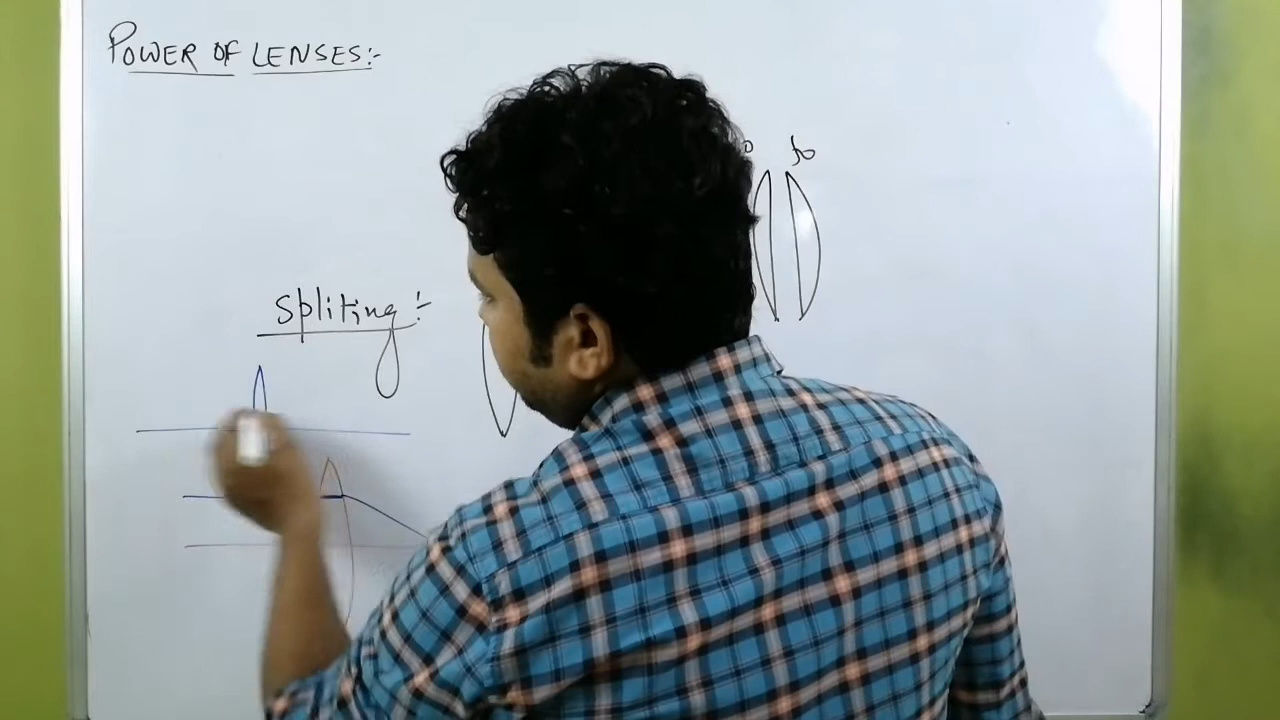 POWER OF LENSES:-
fo
Spliting :-